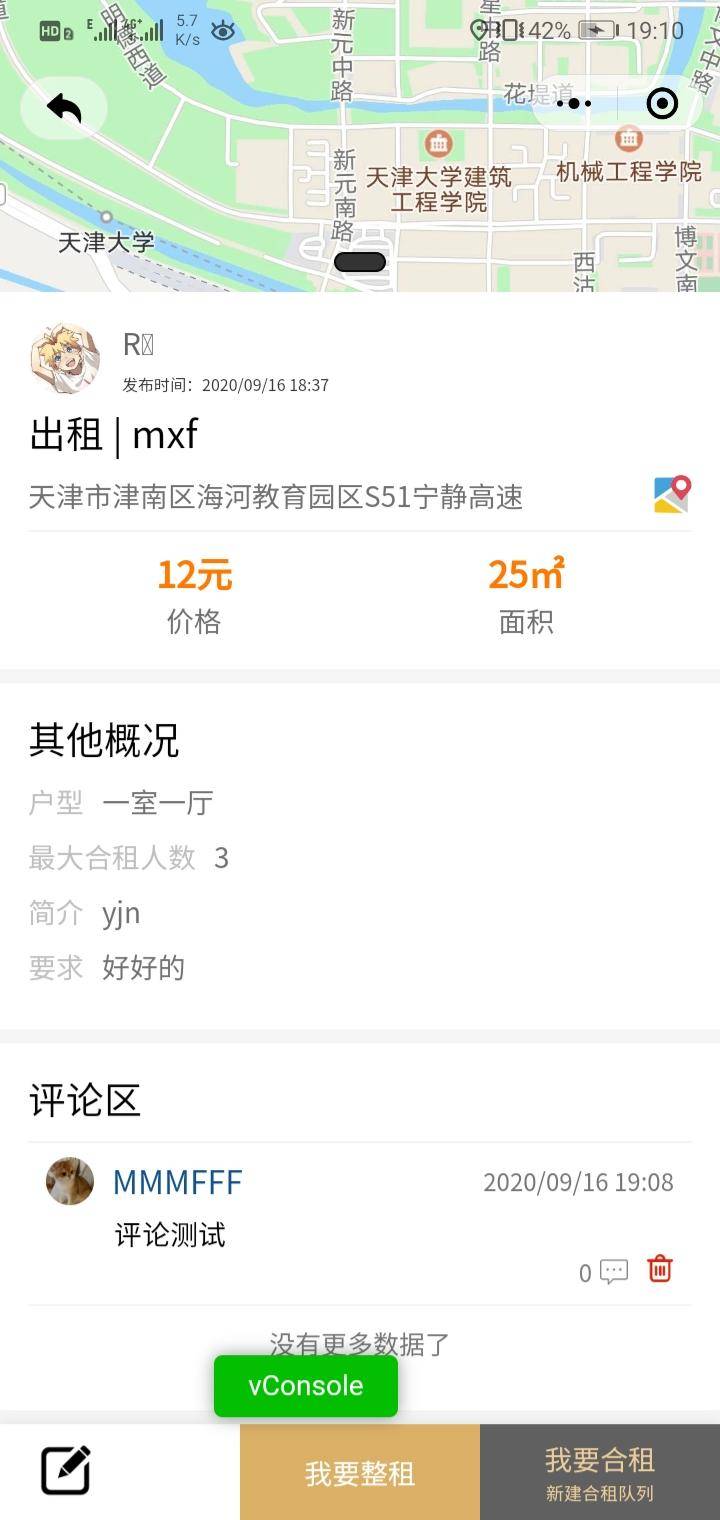 HD 2 E 4G+ 5.7 K/s 42% 19:10
明德西道
新元中路
花堤道
新元南路
天津大学建筑
工程学院
机械工程学院
天津大学
博文南
西沽
R
发布时间：2020/09/16 18:37
出租 | mxf
天津市津南区海河教育园区S51宁静高速
12元 25㎡
价格 面积
其他概况
户型 一室一厅
最大合租人数 3
简介 yjn
要求 好好的
评论区
MMMFFF 2020/09/16 19:08
评论测试
0
没有更多数据了
vConsole
我要整租 我要合租
新建合租队列